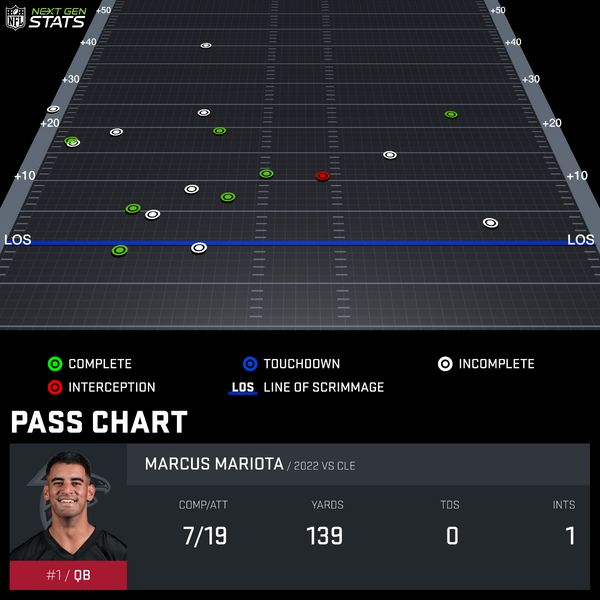 NFL NEXT GEN STATS
+50 +50
+40 +40
+30 +30
+20 +20
+10 +10
LOS LOS
COMPLETE TOUCHDOWN INCOMPLETE
INTERCEPTION LOS LINE OF SCRIMMAGE
PASS CHART
MARCUS MARIOTA / 2022 VS CLE
COMP/ATT YARDS TDS INTS
7/19 139 0 1
#1 / QB